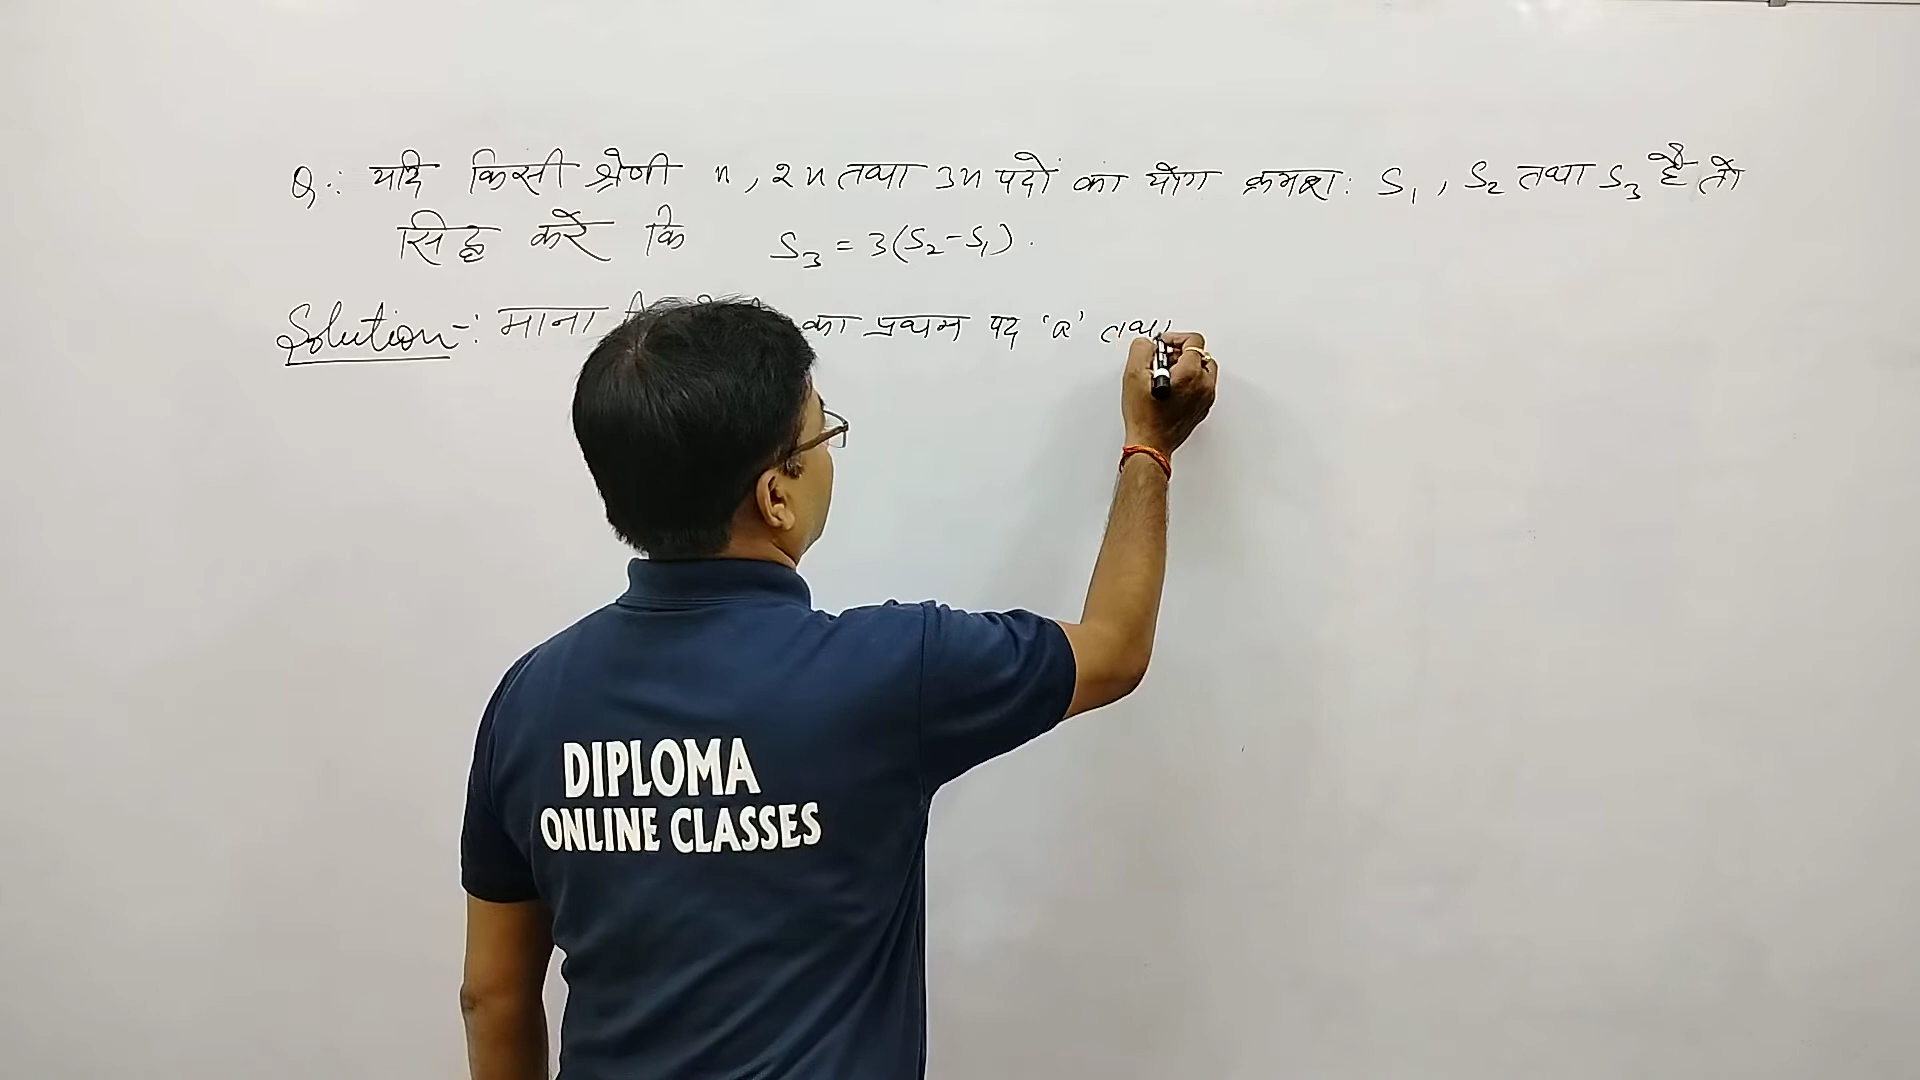 Q.: यदि किसी श्रेणी n, 2n तथा 3n पदों का योग क्रमशः S₁, S₂ तथा S₃ है तो
सिद्ध करें कि S₃ = 3(S₂-S₁).
Solution-: माना का प्रथम पद 'a' तथा
DIPLOMA
ONLINE CLASSES